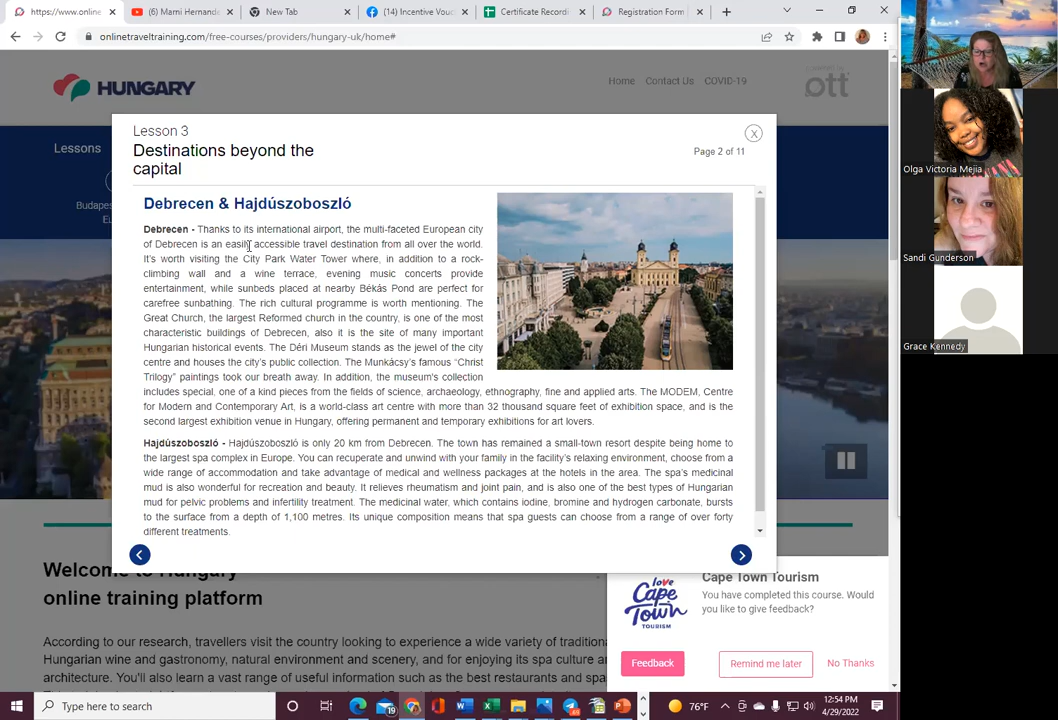 https://www.online
(6) Marni Hernande
New Tab
(14) Incentive Vouc
Certificate Recordi
Registration Form
onlinetraveltraining.com/free-courses/providers/hungary-uk/home#
HUNGARY
Home
Contact Us
COVID-19
powered by
ott
Lessons
Lesson 3
Destinations beyond the
capital
Page 2 of 11
X
Debrecen & Hajdúszoboszló
Debrecen - Thanks to its international airport, the multi-faceted European city
of Debrecen is an easily accessible travel destination from all over the world.
It's worth visiting the City Park Water Tower where, in addition to a rock-
climbing wall and a wine terrace, evening music concerts provide
entertainment, while sunbeds placed at nearby Békás Pond are perfect for
carefree sunbathing. The rich cultural programme is worth mentioning. The
Great Church, the largest Reformed church in the country, is one of the most
characteristic buildings of Debrecen, also it is the site of many important
Hungarian historical events. The Déri Museum stands as the jewel of the city
centre and houses the city's public collection. The Munkácsy's famous "Christ
Trilogy" paintings took our breath away. In addition, the museum's collection
includes special, one of a kind pieces from the fields of science, archaeology, ethnography, fine and applied arts. The MODEM, Centre
for Modern and Contemporary Art, is a world-class art centre with more than 32 thousand square feet of exhibition space, and is the
second largest exhibition venue in Hungary, offering permanent and temporary exhibitions for art lovers.
Hajdúszoboszló - Hajdúszoboszló is only 20 km from Debrecen. The town has remained a small-town resort despite being home to
the largest spa complex in Europe. You can recuperate and unwind with your family in the facility's relaxing environment, choose from a
wide range of accommodation and take advantage of medical and wellness packages at the hotels in the area. The spa's medicinal
mud is also wonderful for recreation and beauty. It relieves rheumatism and joint pain, and is also one of the best types of Hungarian
mud for pelvic problems and infertility treatment. The medicinal water, which contains iodine, bromine and hydrogen carbonate, bursts
to the surface from a depth of 1,100 metres. Its unique composition means that spa guests can choose from a range of over forty
different treatments.
Budapes
Eu
Welcome to Hungary
online training platform
According to our research, travellers visit the country looking to experience a wide variety of traditiona
Hungarian wine and gastronomy, natural environment and scenery, and for enjoying its spa culture a
architecture. You'll also learn a vast range of useful information such as the best restaurants and spa
love
Cape
Town
TOURISM
Cape Town Tourism
You have completed this course. Would
you like to give feedback?
Feedback
Remind me later
No Thanks
Olga Victoria Mejia
Sandi Gunderson
Grace Kennedy
Type here to search
19
76°F
12:54 PM
4/29/2022